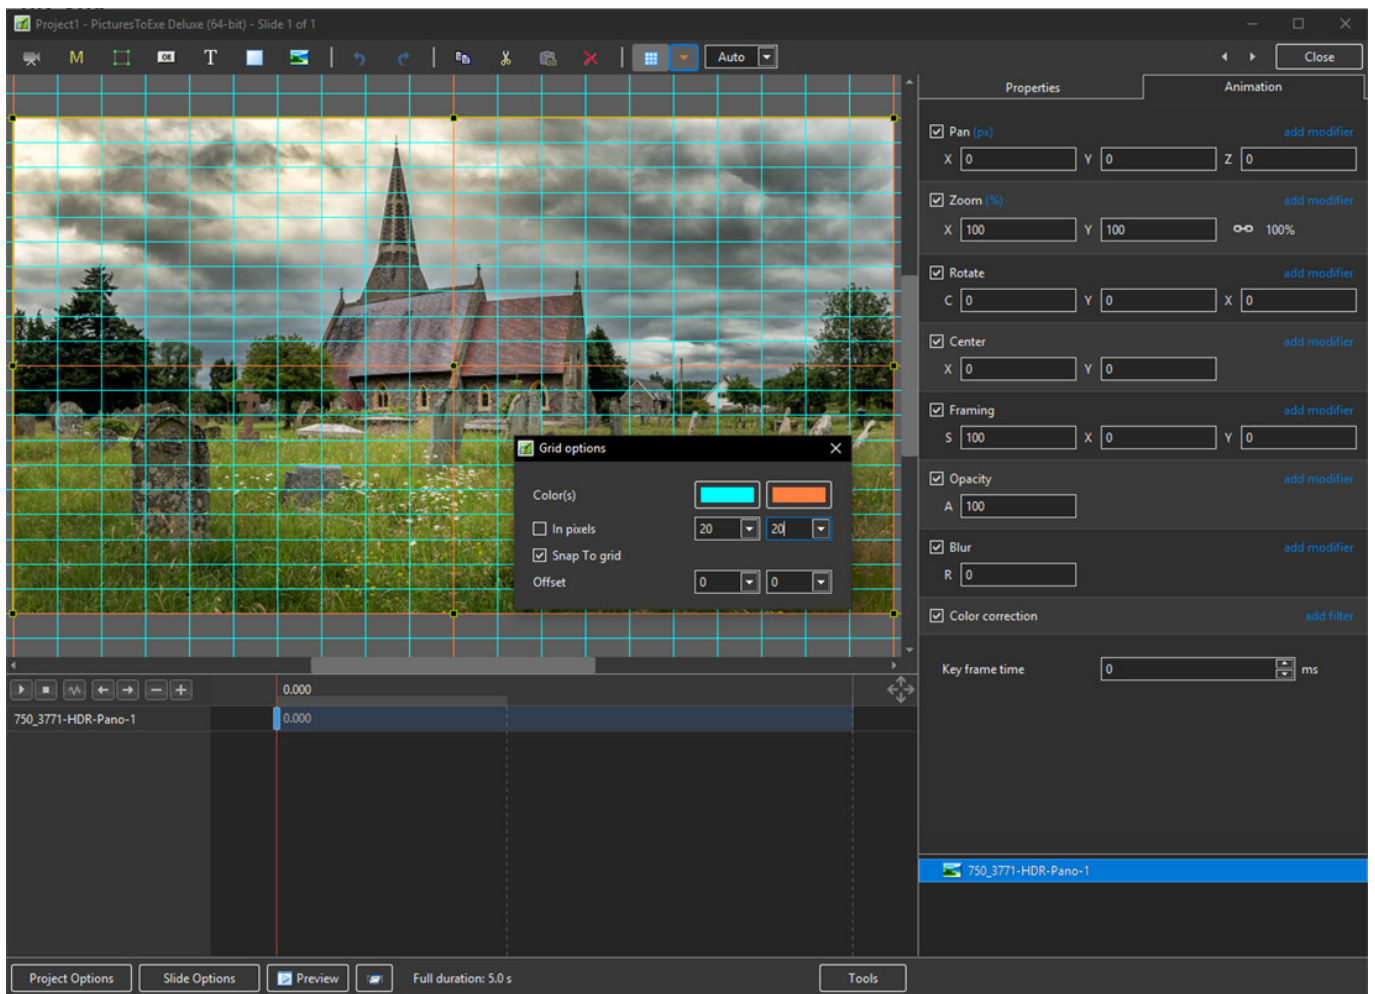 Project1 - PicturesToExe Deluxe (64-bit) - Slide 1 of 1
M OK T Auto Close
Properties Animation
Pan (px) add modifier
X 0 Y 0 Z 0
Zoom (%) add modifier
X 100 Y 100 100%
Rotate add modifier
C 0 Y 0 X 0
Center add modifier
X 0 Y 0
Framing add modifier
S 100 X 0 Y 0
Opacity add modifier
A 100
Blur add modifier
R 0
Color correction add filter
Key frame time 0 ms
Grid options
Color(s)
In pixels 20 20
Snap To grid
Offset 0 0
0.000
750_3771-HDR-Pano-1 0.000
750_3771-HDR-Pano-1
Project Options Slide Options Preview Full duration: 5.0 s Tools